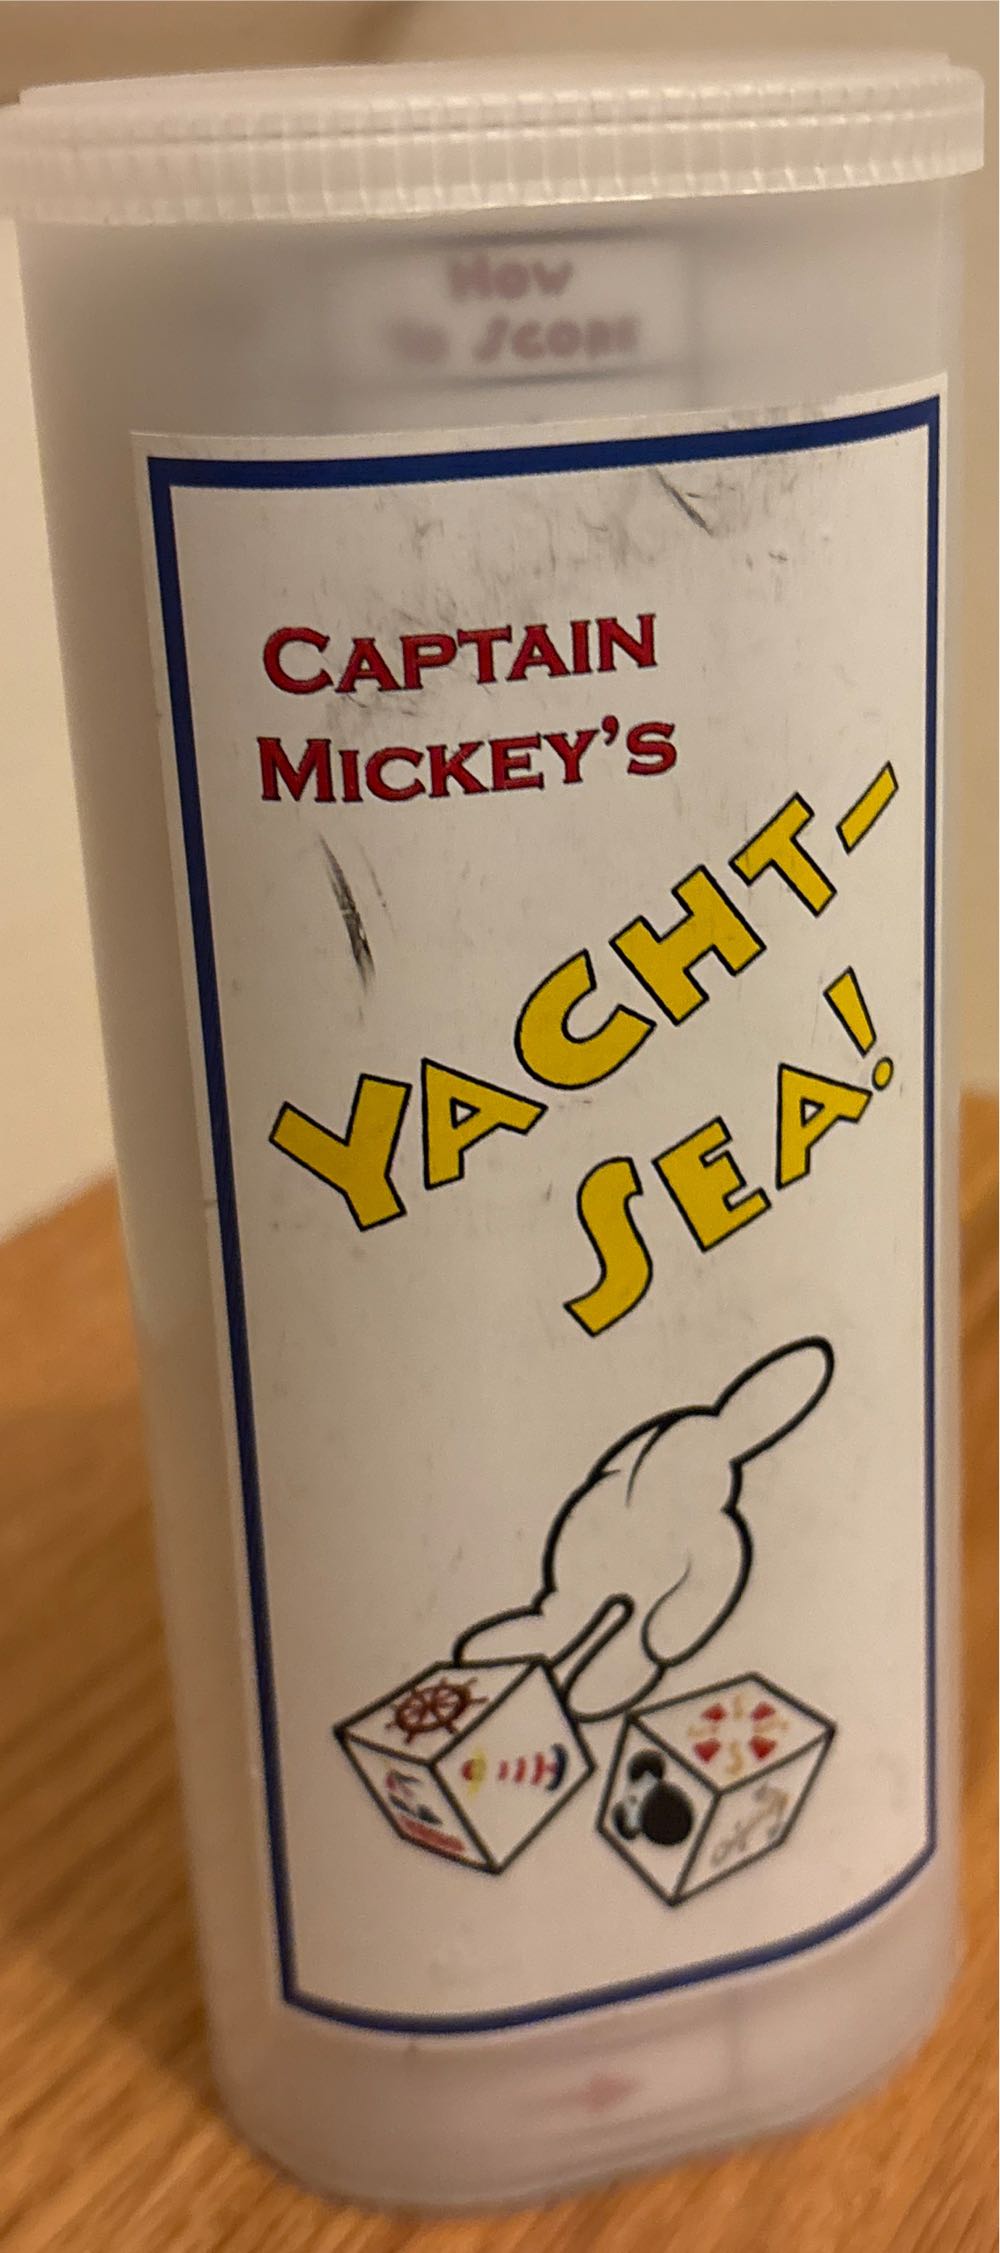 How
to Score
CAPTAIN
MICKEY'S
YACHT-
SEA!